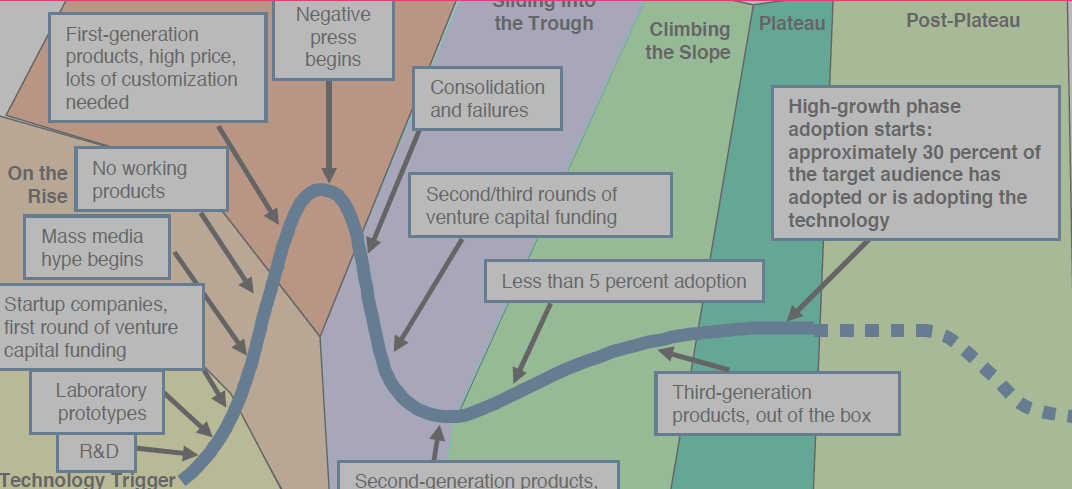 Sliding into
the Trough
Climbing
the Slope
Plateau
Post-Plateau
First-generation
products, high price,
lots of customization
needed
Negative
press
begins
Consolidation
and failures
High-growth phase
adoption starts:
approximately 30 percent of
the target audience has
adopted or is adopting the
technology
On the
Rise
No working
products
Second/third rounds of
venture capital funding
Mass media
hype begins
Less than 5 percent adoption
Startup companies,
first round of venture
capital funding
Laboratory
prototypes
Third-generation
products, out of the box
R&D
Technology Trigger
Second-generation products,